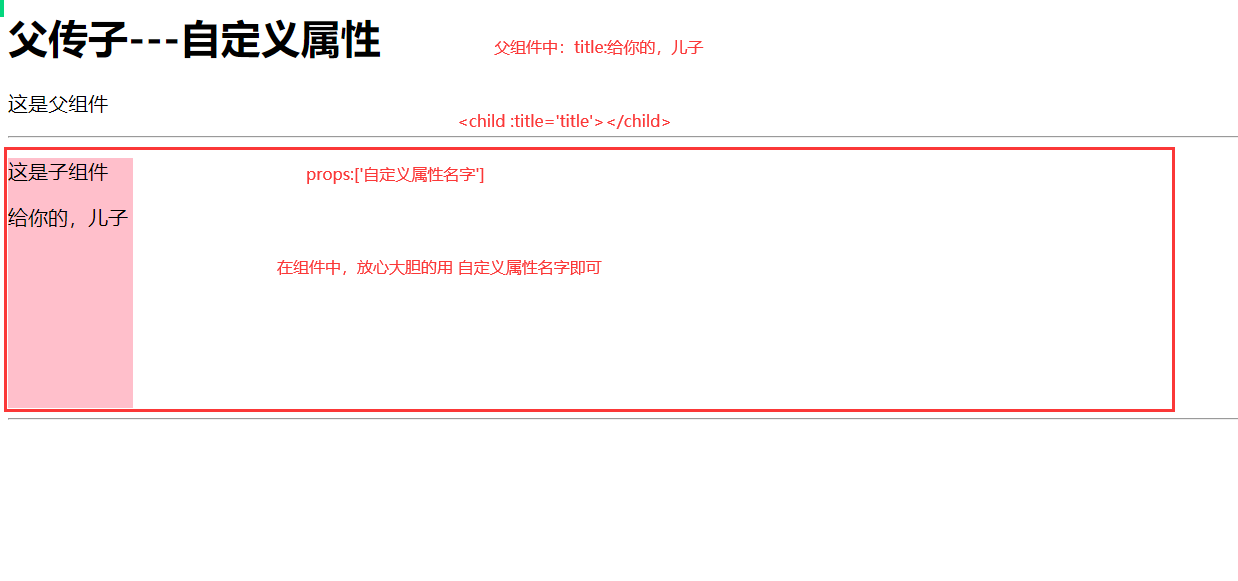 父传子---自定义属性
父组件中：title:给你的，儿子
这是父组件
<child :title='title'></child>
这是子组件
props:['自定义属性名字']
给你的，儿子
在组件中，放心大胆的用 自定义属性名字即可